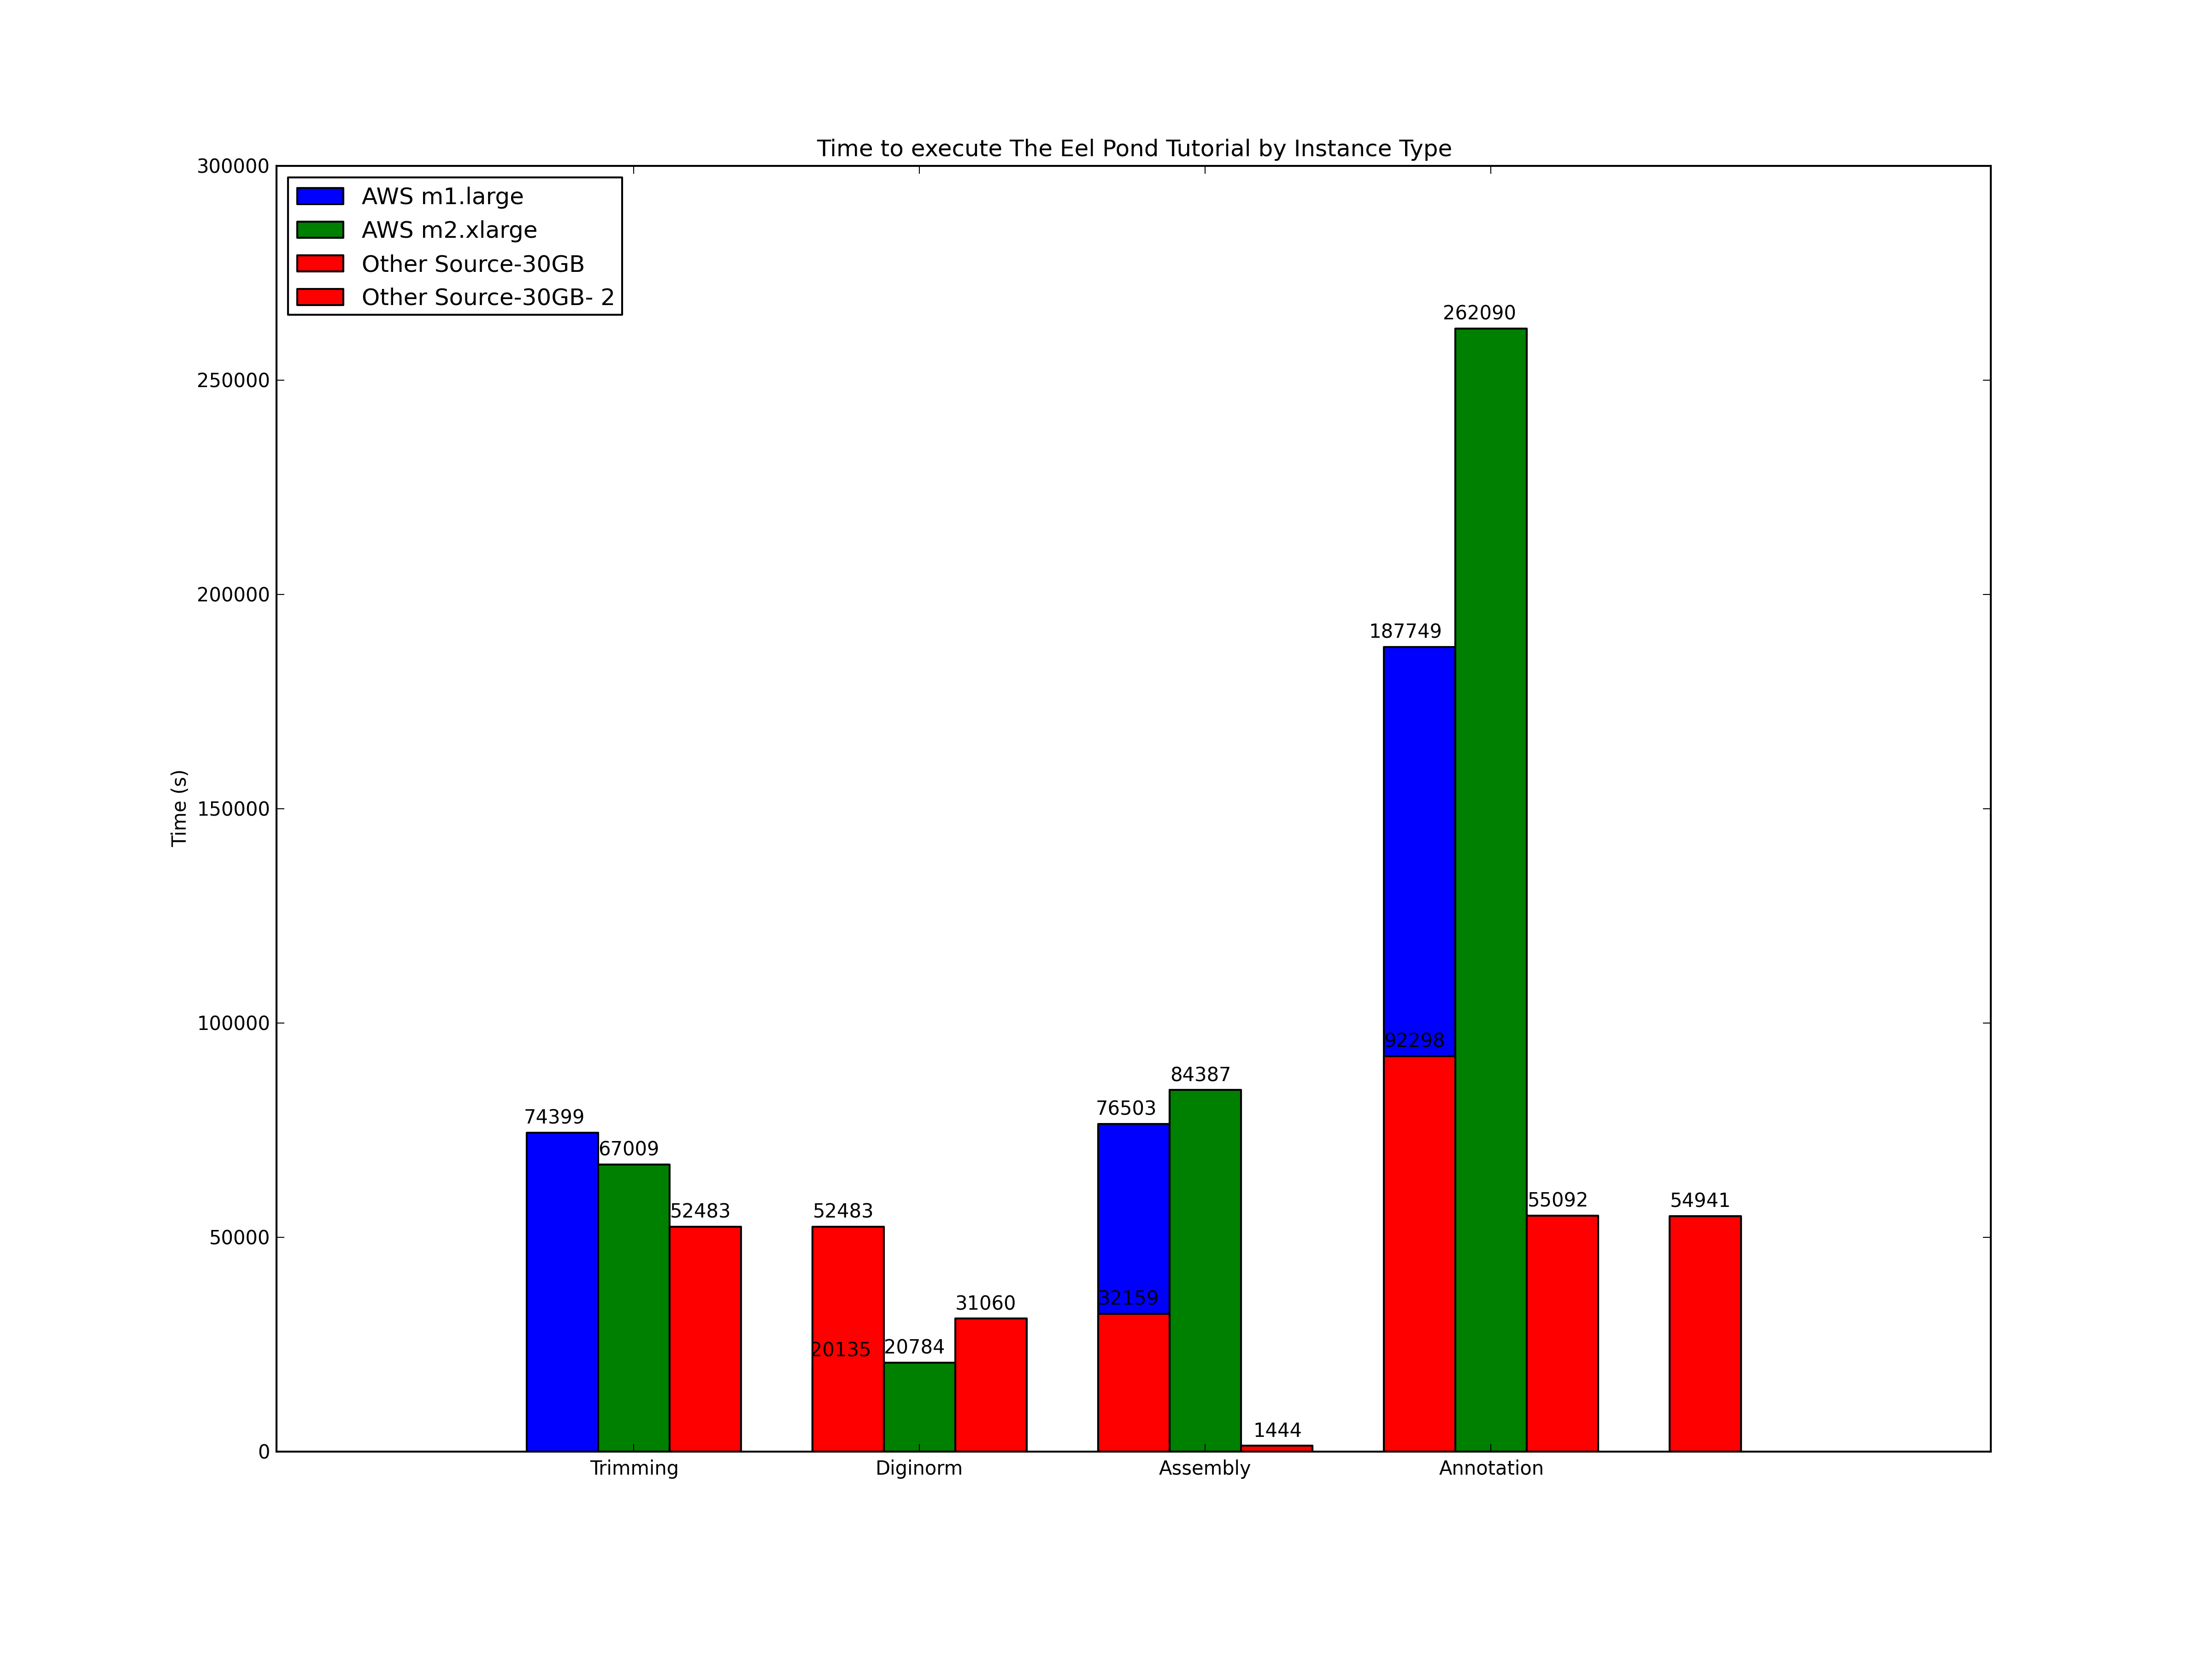 Time to execute The Eel Pond Tutorial by Instance Type
AWS m1.large
AWS m2.xlarge
Other Source-30GB
Other Source-30GB- 2
Time (s)
300000
250000
200000
150000
100000
50000
0
74399
67009
52483
52483
20135
20784
31060
76503
32159
84387
1444
187749
92298
262090
55092
54941
Trimming
Diginorm
Assembly
Annotation